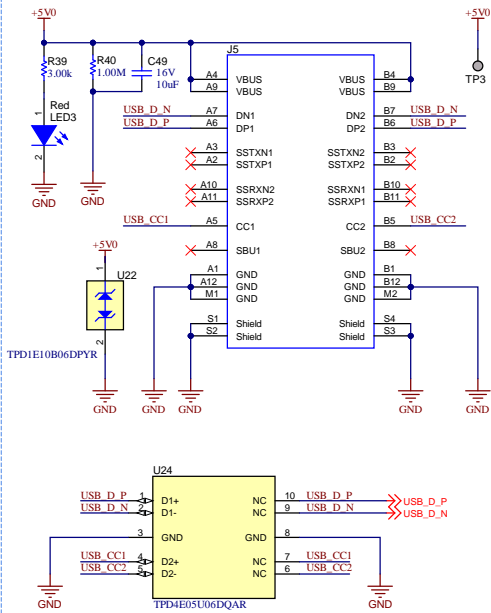 +5V0
+5V0
R39
3.00k
R40
1.00M
C49
16V
10uF
J5
TP3
Red
LED3
1
2
GND
GND
A4 VBUS VBUS B4
A9 VBUS VBUS B9
USB_D_N A7 DN1 DN2 B7 USB_D_N
USB_D_P A6 DP1 DP2 B6 USB_D_P
A3 SSTXN1 SSTXN2 B3
A2 SSTXP1 SSTXP2 B2
A10 SSRXN2 SSRXN1 B10
A11 SSRXP2 SSRXP1 B11
USB_CC1 A5 CC1 CC2 B5 USB_CC2
A8 SBU1 SBU2 B8
A1 GND GND B1
A12 GND GND B12
M1 GND GND M2
S1 Shield Shield S4
S2 Shield Shield S3
+5V0
1
U22
2
TPD1E10B06DPYR
GND
GND
GND
GND
GND
U24
USB_D_P 1 D1+ NC 10 USB_D_P USB_D_P
USB_D_N 2 D1- NC 9 USB_D_N USB_D_N
3 GND GND 8
USB_CC1 4 D2+ NC 7 USB_CC1
USB_CC2 5 D2- NC 6 USB_CC2
TPD4E05U06DQAR
GND
GND